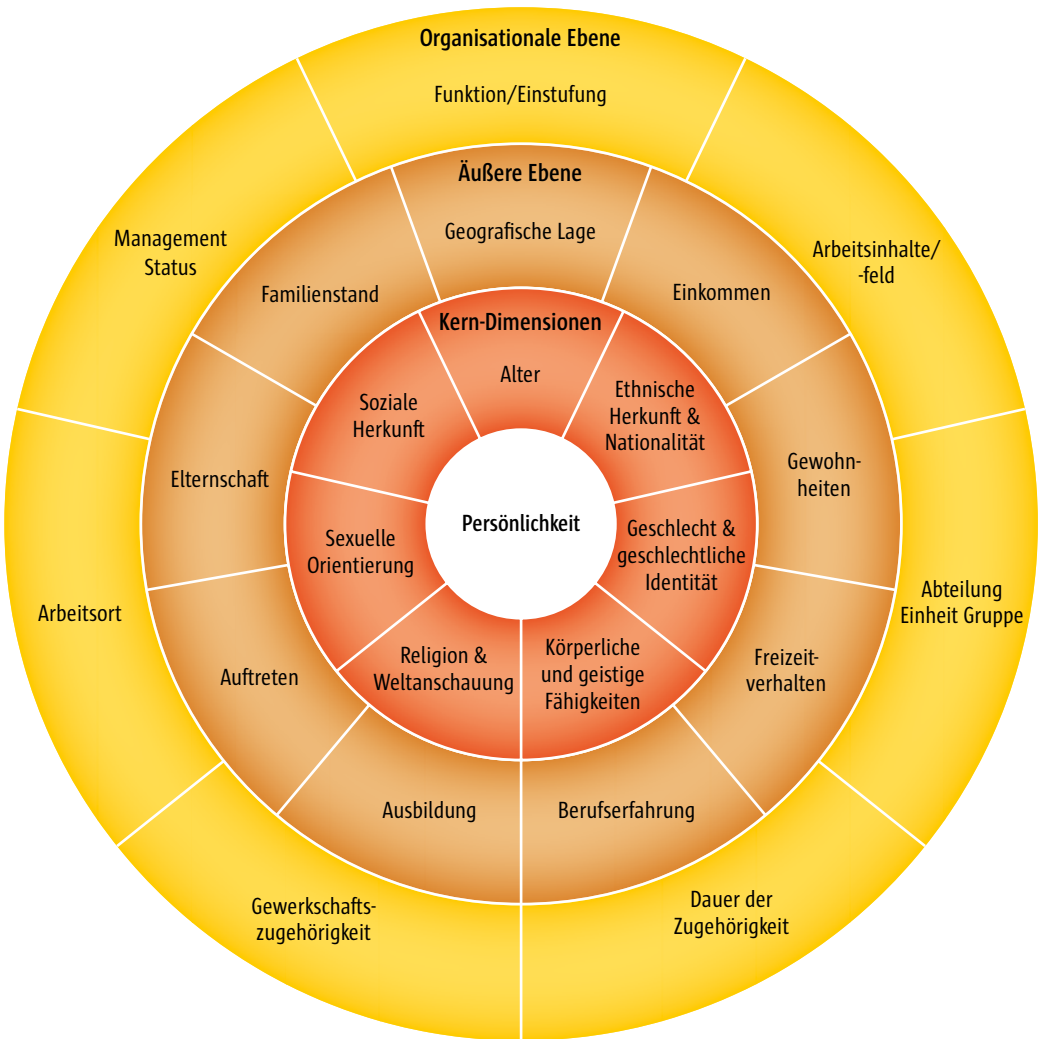 Organisationale Ebene
Funktion/Einstufung
Arbeitsinhalte/
-feld
Abteilung
Einheit Gruppe
Dauer der
Zugehörigkeit
Gewerkschafts-
zugehörigkeit
Arbeitsort
Management
Status
Äußere Ebene
Geografische Lage
Einkommen
Gewohn-
heiten
Freizeit-
verhalten
Berufserfahrung
Ausbildung
Auftreten
Elternschaft
Familienstand
Kern-Dimensionen
Alter
Ethnische
Herkunft &
Nationalität
Geschlecht &
geschlechtliche
Identität
Körperliche
und geistige
Fähigkeiten
Religion &
Weltanschauung
Sexuelle
Orientierung
Soziale
Herkunft
Persönlichkeit